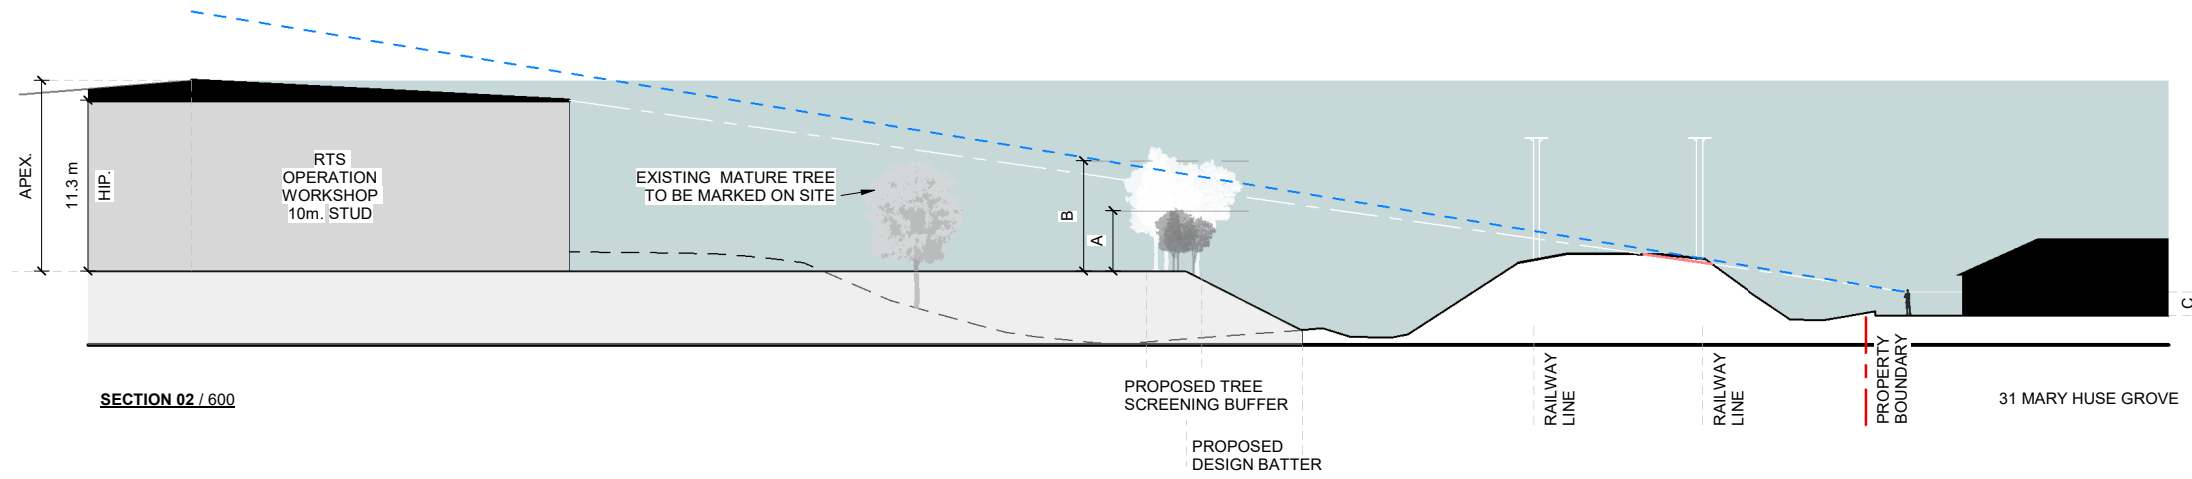 APEX.
11.3 m
HIP.
RTS
OPERATION
WORKSHOP
10m. STUD
EXISTING  MATURE TREE
TO BE MARKED ON SITE
B
A
C
SECTION 02 / 600
PROPOSED TREE
SCREENING BUFFER
PROPOSED
DESIGN BATTER
RAILWAY
LINE
RAILWAY
LINE
PROPERTY
BOUNDARY
31 MARY HUSE GROVE